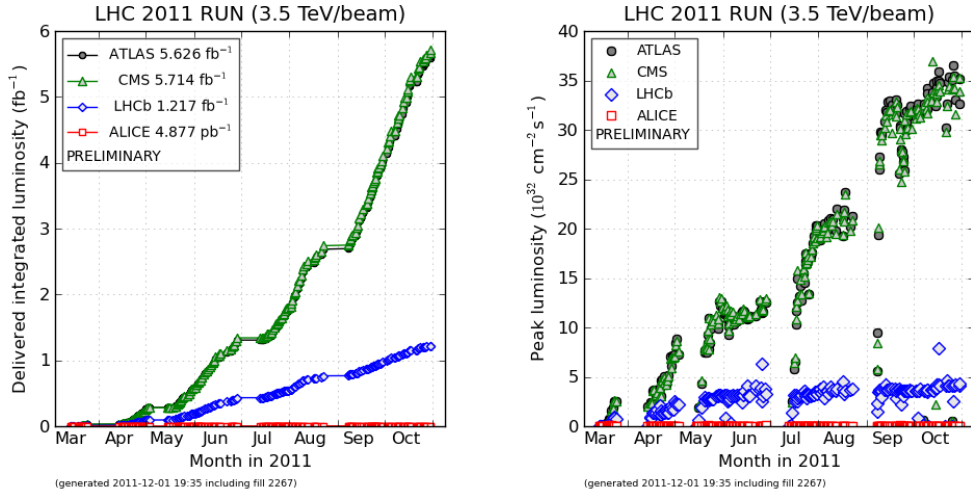 LHC 2011 RUN (3.5 TeV/beam)
Delivered integrated luminosity (fb⁻¹)
6
5
4
3
2
1
0
ATLAS 5.626 fb⁻¹
CMS 5.714 fb⁻¹
LHCb 1.217 fb⁻¹
ALICE 4.877 pb⁻¹
PRELIMINARY
Mar Apr May Jun Jul Aug Sep Oct
Month in 2011
(generated 2011-12-01 19:35 including fill 2267)
LHC 2011 RUN (3.5 TeV/beam)
Peak luminosity (10³² cm⁻² s⁻¹)
40
35
30
25
20
15
10
5
0
ATLAS
CMS
LHCb
ALICE
PRELIMINARY
Mar Apr May Jun Jul Aug Sep Oct
Month in 2011
(generated 2011-12-01 19:35 including fill 2267)